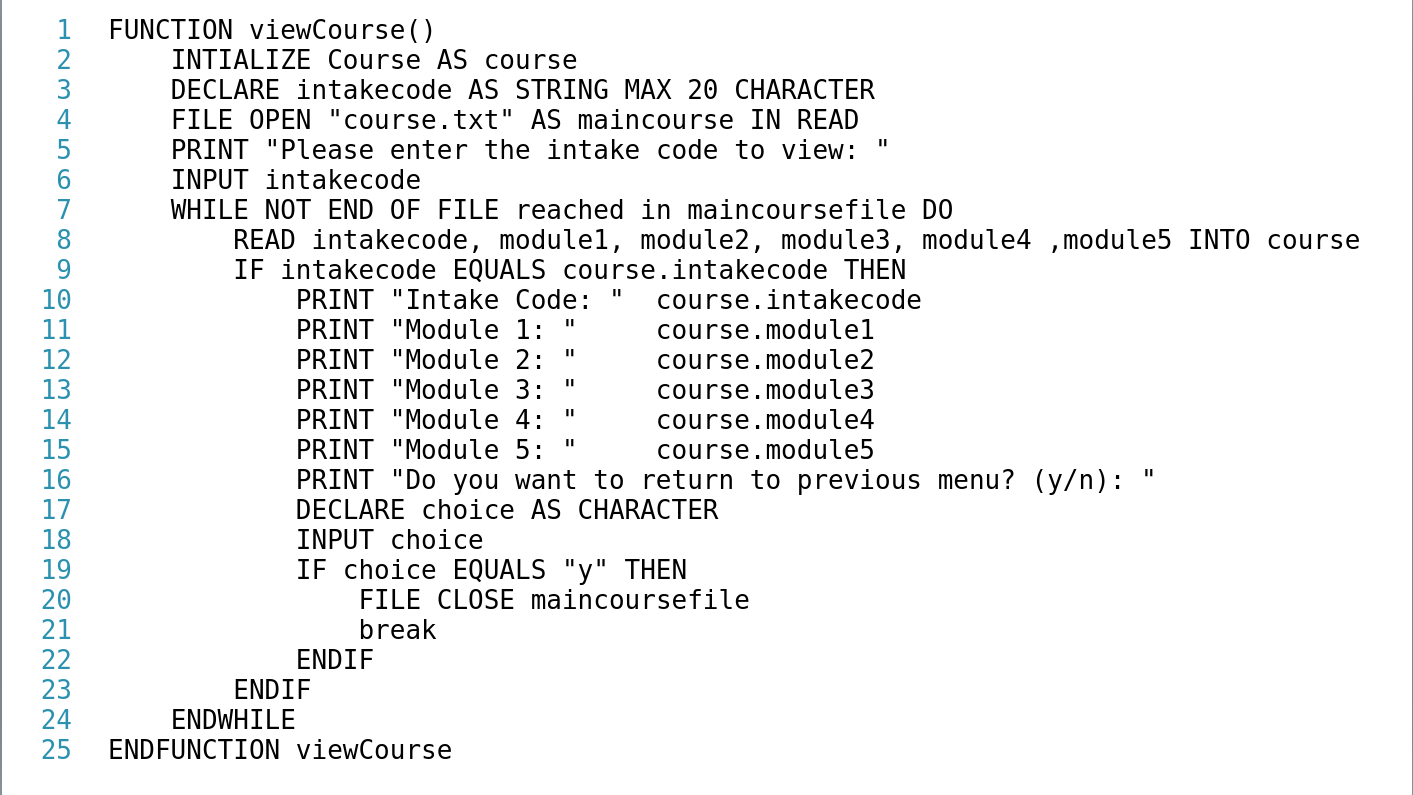 1 FUNCTION viewCourse()
2 INTIALIZE Course AS course
3 DECLARE intakecode AS STRING MAX 20 CHARACTER
4 FILE OPEN "course.txt" AS maincourse IN READ
5 PRINT "Please enter the intake code to view: "
6 INPUT intakecode
7 WHILE NOT END OF FILE reached in maincoursefile DO
8 READ intakecode, module1, module2, module3, module4 ,module5 INTO course
9 IF intakecode EQUALS course.intakecode THEN
10 PRINT "Intake Code: "  course.intakecode
11 PRINT "Module 1: "     course.module1
12 PRINT "Module 2: "     course.module2
13 PRINT "Module 3: "     course.module3
14 PRINT "Module 4: "     course.module4
15 PRINT "Module 5: "     course.module5
16 PRINT "Do you want to return to previous menu? (y/n): "
17 DECLARE choice AS CHARACTER
18 INPUT choice
19 IF choice EQUALS "y" THEN
20 FILE CLOSE maincoursefile
21 break
22 ENDIF
23 ENDIF
24 ENDWHILE
25 ENDFUNCTION viewCourse